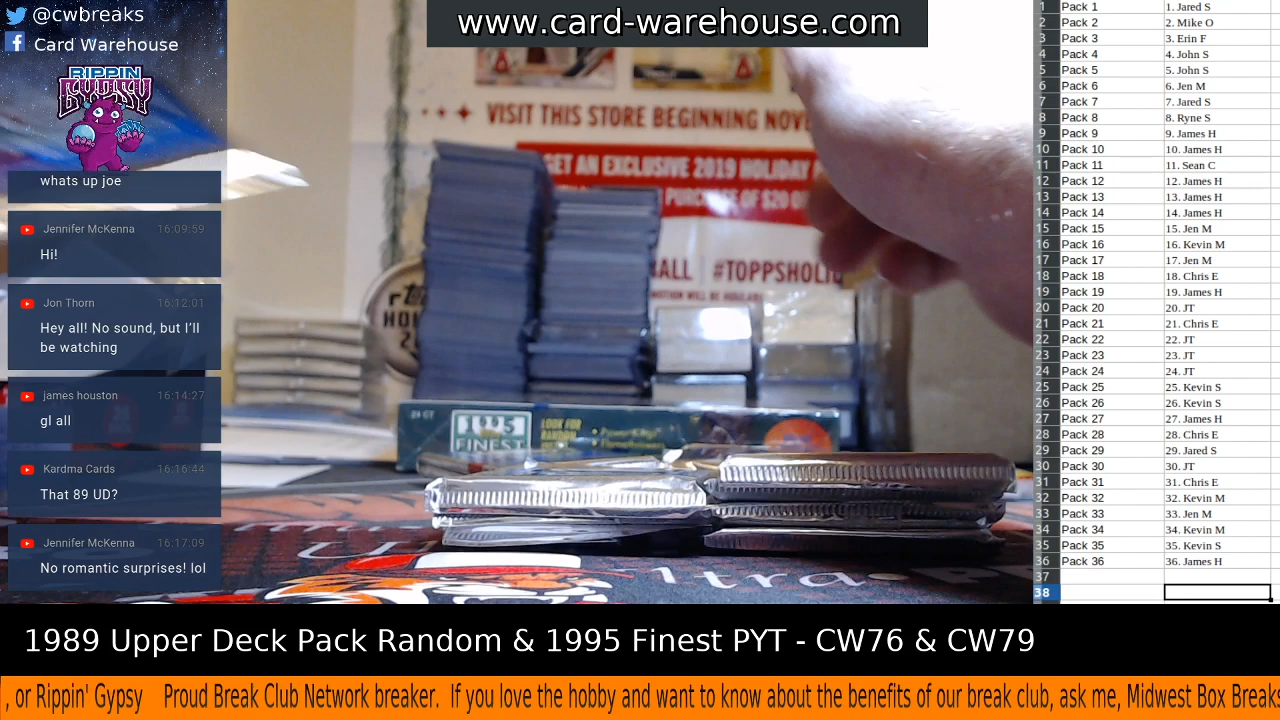 @cwbreaks
Card Warehouse
RIPPIN
GYPSY
whats up joe
Jennifer McKenna 16:09:59
Hi!
Jon Thorn 16:12:01
Hey all! No sound, but I'll
be watching
james houston 16:14:27
gl all
Kardma Cards 16:16:44
That 89 UD?
Jennifer McKenna 16:17:09
No romantic surprises! lol
www.card-warehouse.com
VISIT THIS STORE BEGINNING NOVE
GET AN EXCLUSIVE 2019 HOLIDAY
PURCHASE OF $20 O
ALL #TOPPSHOLID
1995
FINEST
LOOK FOR
RANDOM
1 Pack 1 1. Jared S
2 Pack 2 2. Mike O
3 Pack 3 3. Erin F
4 Pack 4 4. John S
5 Pack 5 5. John S
6 Pack 6 6. Jen M
7 Pack 7 7. Jared S
8 Pack 8 8. Ryne S
9 Pack 9 9. James H
10 Pack 10 10. James H
11 Pack 11 11. Sean C
12 Pack 12 12. James H
13 Pack 13 13. James H
14 Pack 14 14. James H
15 Pack 15 15. Jen M
16 Pack 16 16. Kevin M
17 Pack 17 17. Jen M
18 Pack 18 18. Chris E
19 Pack 19 19. James H
20 Pack 20 20. JT
21 Pack 21 21. Chris E
22 Pack 22 22. JT
23 Pack 23 23. JT
24 Pack 24 24. JT
25 Pack 25 25. Kevin S
26 Pack 26 26. Kevin S
27 Pack 27 27. James H
28 Pack 28 28. Chris E
29 Pack 29 29. Jared S
30 Pack 30 30. JT
31 Pack 31 31. Chris E
32 Pack 32 32. Kevin M
33 Pack 33 33. Jen M
34 Pack 34 34. Kevin M
35 Pack 35 35. Kevin S
36 Pack 36 36. James H
37
38
1989 Upper Deck Pack Random & 1995 Finest PYT - CW76 & CW79
, or Rippin' Gypsy Proud Break Club Network breaker. If you love the hobby and want to know about the benefits of our break club, ask me, Midwest Box Breaks